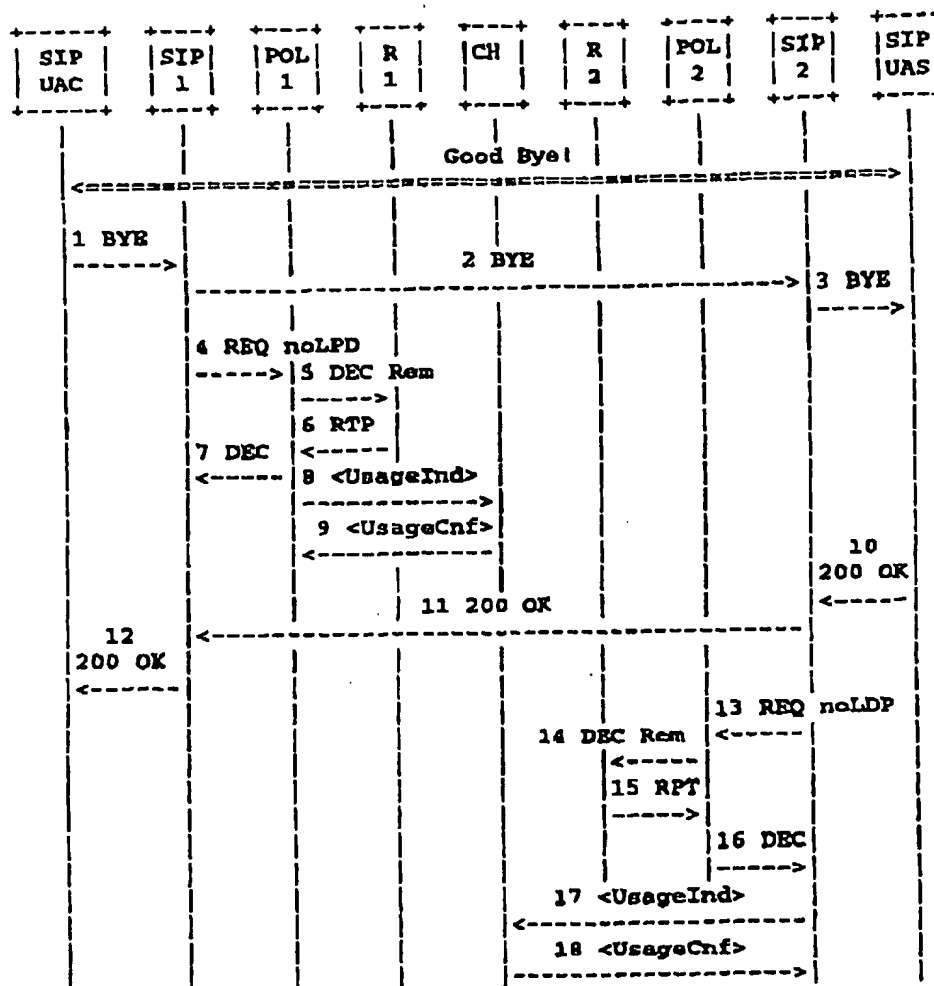 SIP UAC
SIP 1
POL 1
R 1
CH
R 2
POL 2
SIP 2
SIP UAS
Good Bye!
1 BYE
2 BYE
3 BYE
4 REQ noLPD
5 DEC Rem
6 RTP
7 DEC
8 <UsageInd>
9 <UsageCnf>
10
200 OK
11 200 OK
12
200 OK
13 REQ noLDP
14 DEC Rem
15 RPT
16 DEC
17 <UsageInd>
18 <UsageCnf>